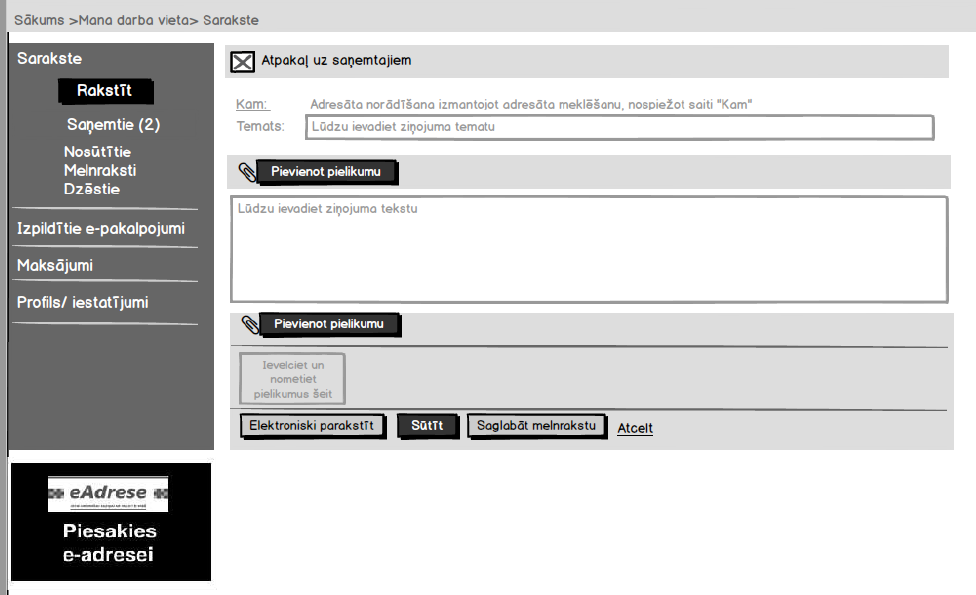 Sākums >Mana darba vieta> Sarakste
Sarakste
Rakstīt
Saņemtie (2)
Nosūtītie
Melnraksti
Dzēstie
Izpildītie e-pakalpojumi
Maksājumi
Profils/ iestatījumi
eAdrese
Piesakies
e-adresei
Atpakaļ uz saņemtajiem
Kam: Adresāta norādīšana izmantojot adresāta meklēšanu, nospiežot saiti "Kam"
Temats: Lūdzu ievadiet ziņojuma tematu
Pievienot pielikumu
Lūdzu ievadiet ziņojuma tekstu
Pievienot pielikumu
Ievelciet un
nometiet
pielikumus šeit
Elektroniski parakstīt Sūtīt Saglabāt melnrakstu Atcelt